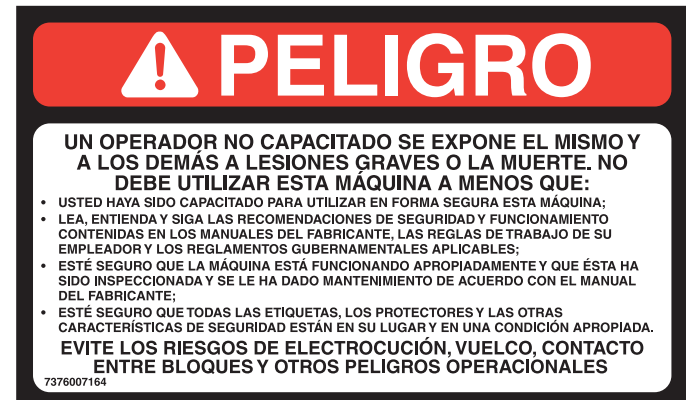 PELIGRO
UN OPERADOR NO CAPACITADO SE EXPONE EL MISMO Y
A LOS DEMÁS A LESIONES GRAVES O LA MUERTE. NO
DEBE UTILIZAR ESTA MÁQUINA A MENOS QUE:
• USTED HAYA SIDO CAPACITADO PARA UTILIZAR EN FORMA SEGURA ESTA MÁQUINA;
• LEA, ENTIENDA Y SIGA LAS RECOMENDACIONES DE SEGURIDAD Y FUNCIONAMIENTO
CONTENIDAS EN LOS MANUALES DEL FABRICANTE, LAS REGLAS DE TRABAJO DE SU
EMPLEADOR Y LOS REGLAMENTOS GUBERNAMENTALES APLICABLES;
• ESTÉ SEGURO QUE LA MÁQUINA ESTÁ FUNCIONANDO APROPIADAMENTE Y QUE ÉSTA HA
SIDO INSPECCIONADA Y SE LE HA DADO MANTENIMIENTO DE ACUERDO CON EL MANUAL
DEL FABRICANTE;
• ESTÉ SEGURO QUE TODAS LAS ETIQUETAS, LOS PROTECTORES Y LAS OTRAS
CARACTERÍSTICAS DE SEGURIDAD ESTÁN EN SU LUGAR Y EN UNA CONDICIÓN APROPIADA.
EVITE LOS RIESGOS DE ELECTROCUCIÓN, VUELCO, CONTACTO
ENTRE BLOQUES Y OTROS PELIGROS OPERACIONALES
7376007164